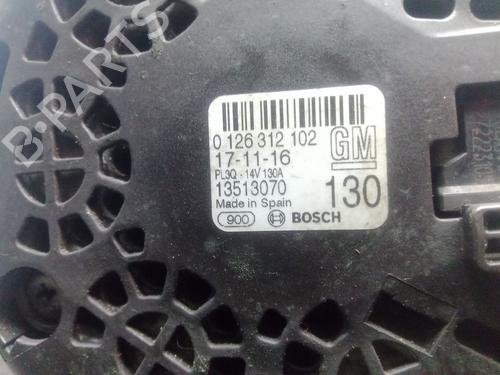 B-PARTS
0 126 312 102
17-11-16
GM
PL3Q - 14V 130A
13513070
130
Made in Spain
900
BOSCH